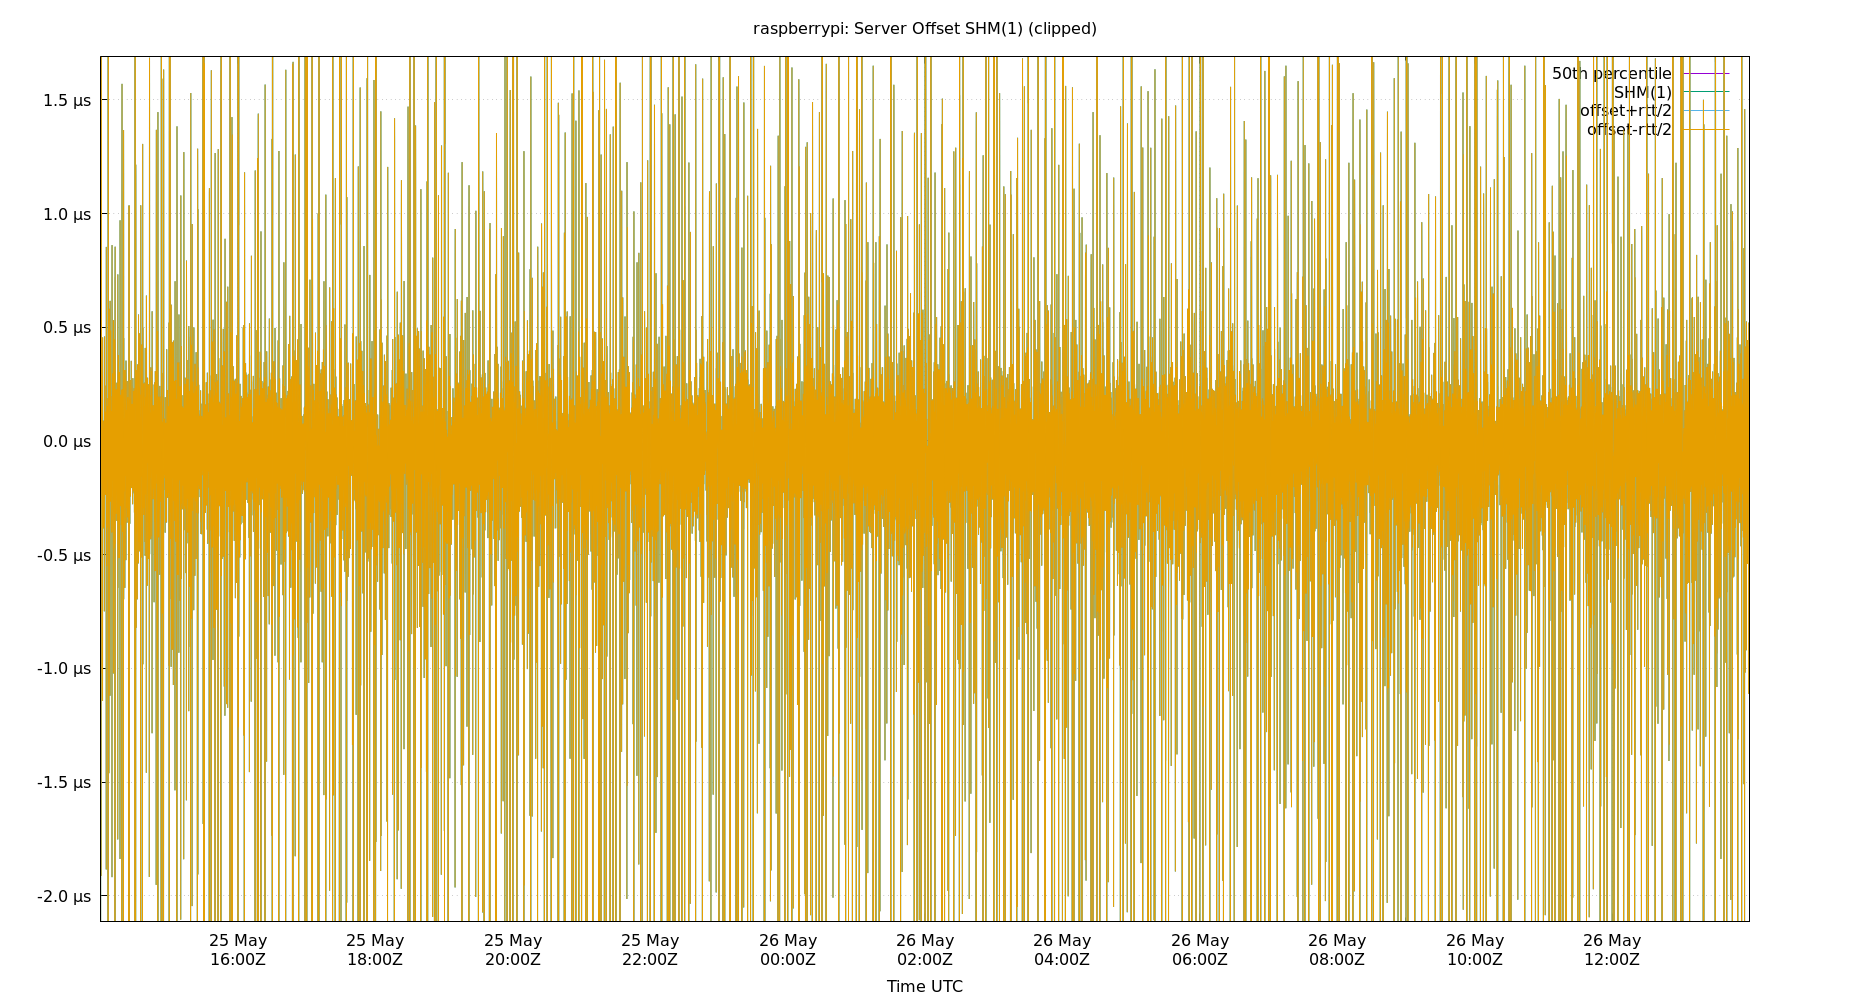 raspberrypi: Server Offset SHM(1) (clipped)
50th percentile
SHM(1)
offset+rtt/2
offset-rtt/2
1.5 µs
1.0 µs
0.5 µs
0.0 µs
-0.5 µs
-1.0 µs
-1.5 µs
-2.0 µs
25 May 25 May 25 May 25 May 26 May 26 May 26 May 26 May 26 May 26 May 26 May
16:00Z 18:00Z 20:00Z 22:00Z 00:00Z 02:00Z 04:00Z 06:00Z 08:00Z 10:00Z 12:00Z
Time UTC